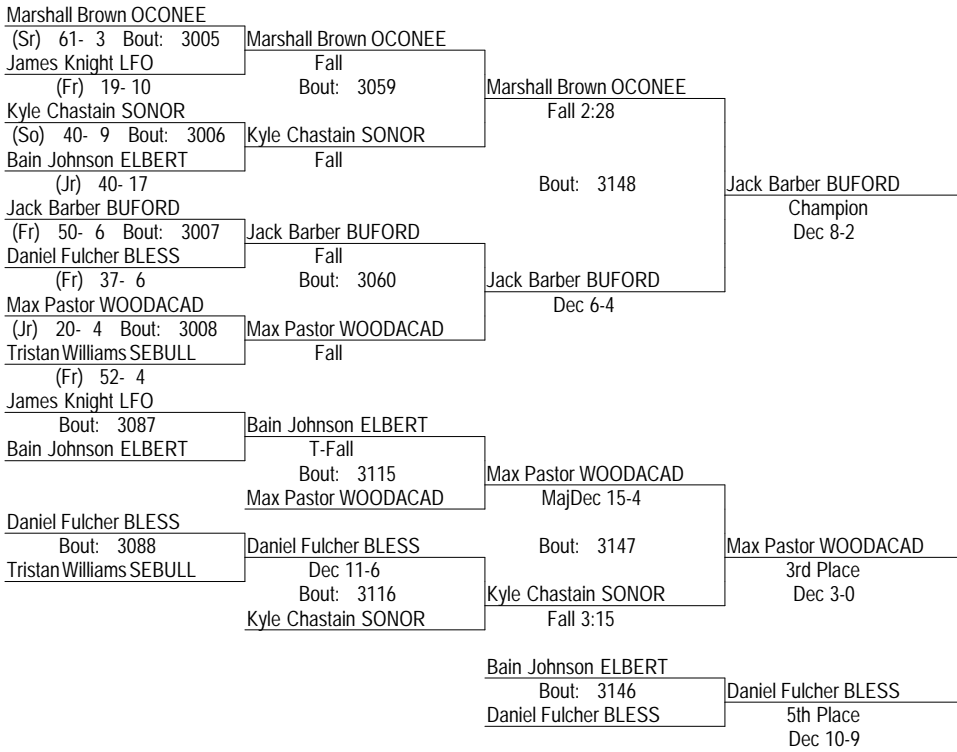 Marshall Brown OCONEE
(Sr) 61- 3 Bout: 3005 Marshall Brown OCONEE
James Knight LFO Fall
(Fr) 19- 10 Bout: 3059 Marshall Brown OCONEE
Kyle Chastain SONOR Fall 2:28
(So) 40- 9 Bout: 3006 Kyle Chastain SONOR
Bain Johnson ELBERT Fall
(Jr) 40- 17 Bout: 3148 Jack Barber BUFORD
Jack Barber BUFORD Champion
(Fr) 50- 6 Bout: 3007 Jack Barber BUFORD Dec 8-2
Daniel Fulcher BLESS Fall
(Fr) 37- 6 Bout: 3060 Jack Barber BUFORD
Max Pastor WOODACAD Dec 6-4
(Jr) 20- 4 Bout: 3008 Max Pastor WOODACAD
Tristan Williams SEBULL Fall
(Fr) 52- 4
James Knight LFO
Bout: 3087 Bain Johnson ELBERT
Bain Johnson ELBERT T-Fall
Bout: 3115 Max Pastor WOODACAD
Max Pastor WOODACAD MajDec 15-4
Daniel Fulcher BLESS
Bout: 3088 Daniel Fulcher BLESS Bout: 3147 Max Pastor WOODACAD
Tristan Williams SEBULL Dec 11-6 3rd Place
Bout: 3116 Kyle Chastain SONOR Dec 3-0
Kyle Chastain SONOR Fall 3:15
Bain Johnson ELBERT
Bout: 3146 Daniel Fulcher BLESS
Daniel Fulcher BLESS 5th Place
Dec 10-9